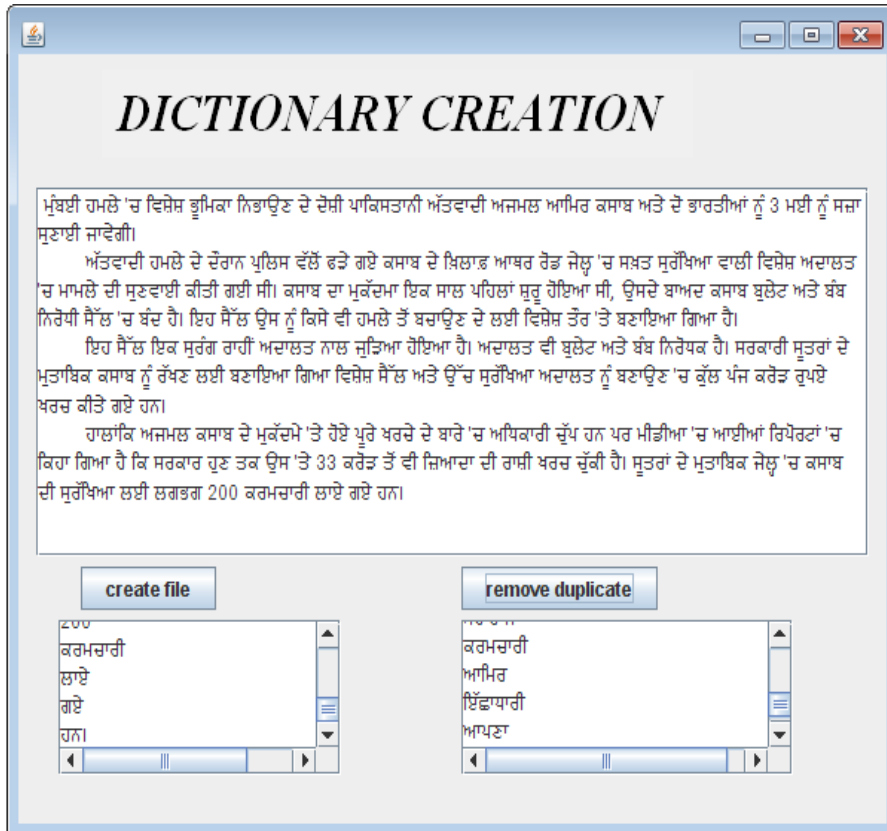 DICTIONARY CREATION
ਮੁੰਬਈ ਹਮਲੇ 'ਚ ਵਿਸ਼ੇਸ਼ ਭੂਮਿਕਾ ਨਿਭਾਉਣ ਦੇ ਦੋਸ਼ੀ ਪਾਕਿਸਤਾਨੀ ਅੱਤਵਾਦੀ ਅਜਮਲ ਆਮਿਰ ਕਸਾਬ ਅਤੇ ਦੋ ਭਾਰਤੀਆਂ ਨੂੰ 3 ਮਈ ਨੂੰ ਸਜ਼ਾ
ਸੁਣਾਈ ਜਾਵੇਗੀ।
ਅੱਤਵਾਦੀ ਹਮਲੇ ਦੇ ਦੌਰਾਨ ਪੁਲਿਸ ਵੱਲੋਂ ਫੜੇ ਗਏ ਕਸਾਬ ਦੇ ਖ਼ਿਲਾਫ਼ ਆਥਰ ਰੋਡ ਜੇਲ੍ਹ 'ਚ ਸਖ਼ਤ ਸੁਰੱਖਿਆ ਵਾਲੀ ਵਿਸ਼ੇਸ਼ ਅਦਾਲਤ
'ਚ ਮਾਮਲੇ ਦੀ ਸੁਣਵਾਈ ਕੀਤੀ ਗਈ ਸੀ। ਕਸਾਬ ਦਾ ਮੁਕੱਦਮਾ ਇਕ ਸਾਲ ਪਹਿਲਾਂ ਸ਼ੁਰੂ ਹੋਇਆ ਸੀ, ਉਸਦੇ ਬਾਅਦ ਕਸਾਬ ਬੁਲੇਟ ਅਤੇ ਬੰਬ
ਨਿਰੋਧੀ ਸੈੱਲ 'ਚ ਬੰਦ ਹੈ। ਇਹ ਸੈੱਲ ਉਸ ਨੂੰ ਕਿਸੇ ਵੀ ਹਮਲੇ ਤੋਂ ਬਚਾਉਣ ਦੇ ਲਈ ਵਿਸ਼ੇਸ਼ ਤੌਰ 'ਤੇ ਬਣਾਇਆ ਗਿਆ ਹੈ।
ਇਹ ਸੈੱਲ ਇਕ ਸੁਰੰਗ ਰਾਹੀਂ ਅਦਾਲਤ ਨਾਲ ਜੁੜਿਆ ਹੋਇਆ ਹੈ। ਅਦਾਲਤ ਵੀ ਬੁਲੇਟ ਅਤੇ ਬੰਬ ਨਿਰੋਧਕ ਹੈ। ਸਰਕਾਰੀ ਸੂਤਰਾਂ ਦੇ
ਮੁਤਾਬਿਕ ਕਸਾਬ ਨੂੰ ਰੱਖਣ ਲਈ ਬਣਾਇਆ ਗਿਆ ਵਿਸ਼ੇਸ਼ ਸੈੱਲ ਅਤੇ ਉੱਚ ਸੁਰੱਖਿਆ ਅਦਾਲਤ ਨੂੰ ਬਣਾਉਣ 'ਚ ਕੁੱਲ ਪੰਜ ਕਰੋੜ ਰੁਪਏ
ਖਰਚ ਕੀਤੇ ਗਏ ਹਨ।
ਹਾਲਾਂਕਿ ਅਜਮਲ ਕਸਾਬ ਦੇ ਮੁਕੱਦਮੇ 'ਤੇ ਹੋਏ ਪੂਰੇ ਖਰਚੇ ਦੇ ਬਾਰੇ 'ਚ ਅਧਿਕਾਰੀ ਚੁੱਪ ਹਨ ਪਰ ਮੀਡੀਆ 'ਚ ਆਈਆਂ ਰਿਪੋਰਟਾਂ 'ਚ
ਕਿਹਾ ਗਿਆ ਹੈ ਕਿ ਸਰਕਾਰ ਹੁਣ ਤਕ ਉਸ 'ਤੇ 33 ਕਰੋੜ ਤੋਂ ਵੀ ਜ਼ਿਆਦਾ ਦੀ ਰਾਸ਼ੀ ਖਰਚ ਚੁੱਕੀ ਹੈ। ਸੂਤਰਾਂ ਦੇ ਮੁਤਾਬਿਕ ਜੇਲ੍ਹ 'ਚ ਕਸਾਬ
ਦੀ ਸੁਰੱਖਿਆ ਲਈ ਲਗਭਗ 200 ਕਰਮਚਾਰੀ ਲਾਏ ਗਏ ਹਨ।
create file
200
ਕਰਮਚਾਰੀ
ਲਾਏ
ਗਏ
ਹਨ।
remove duplicate
ਕਰਮਚਾਰੀ
ਆਮਿਰ
ਇੱਛਾਧਾਰੀ
ਆਪਣਾ